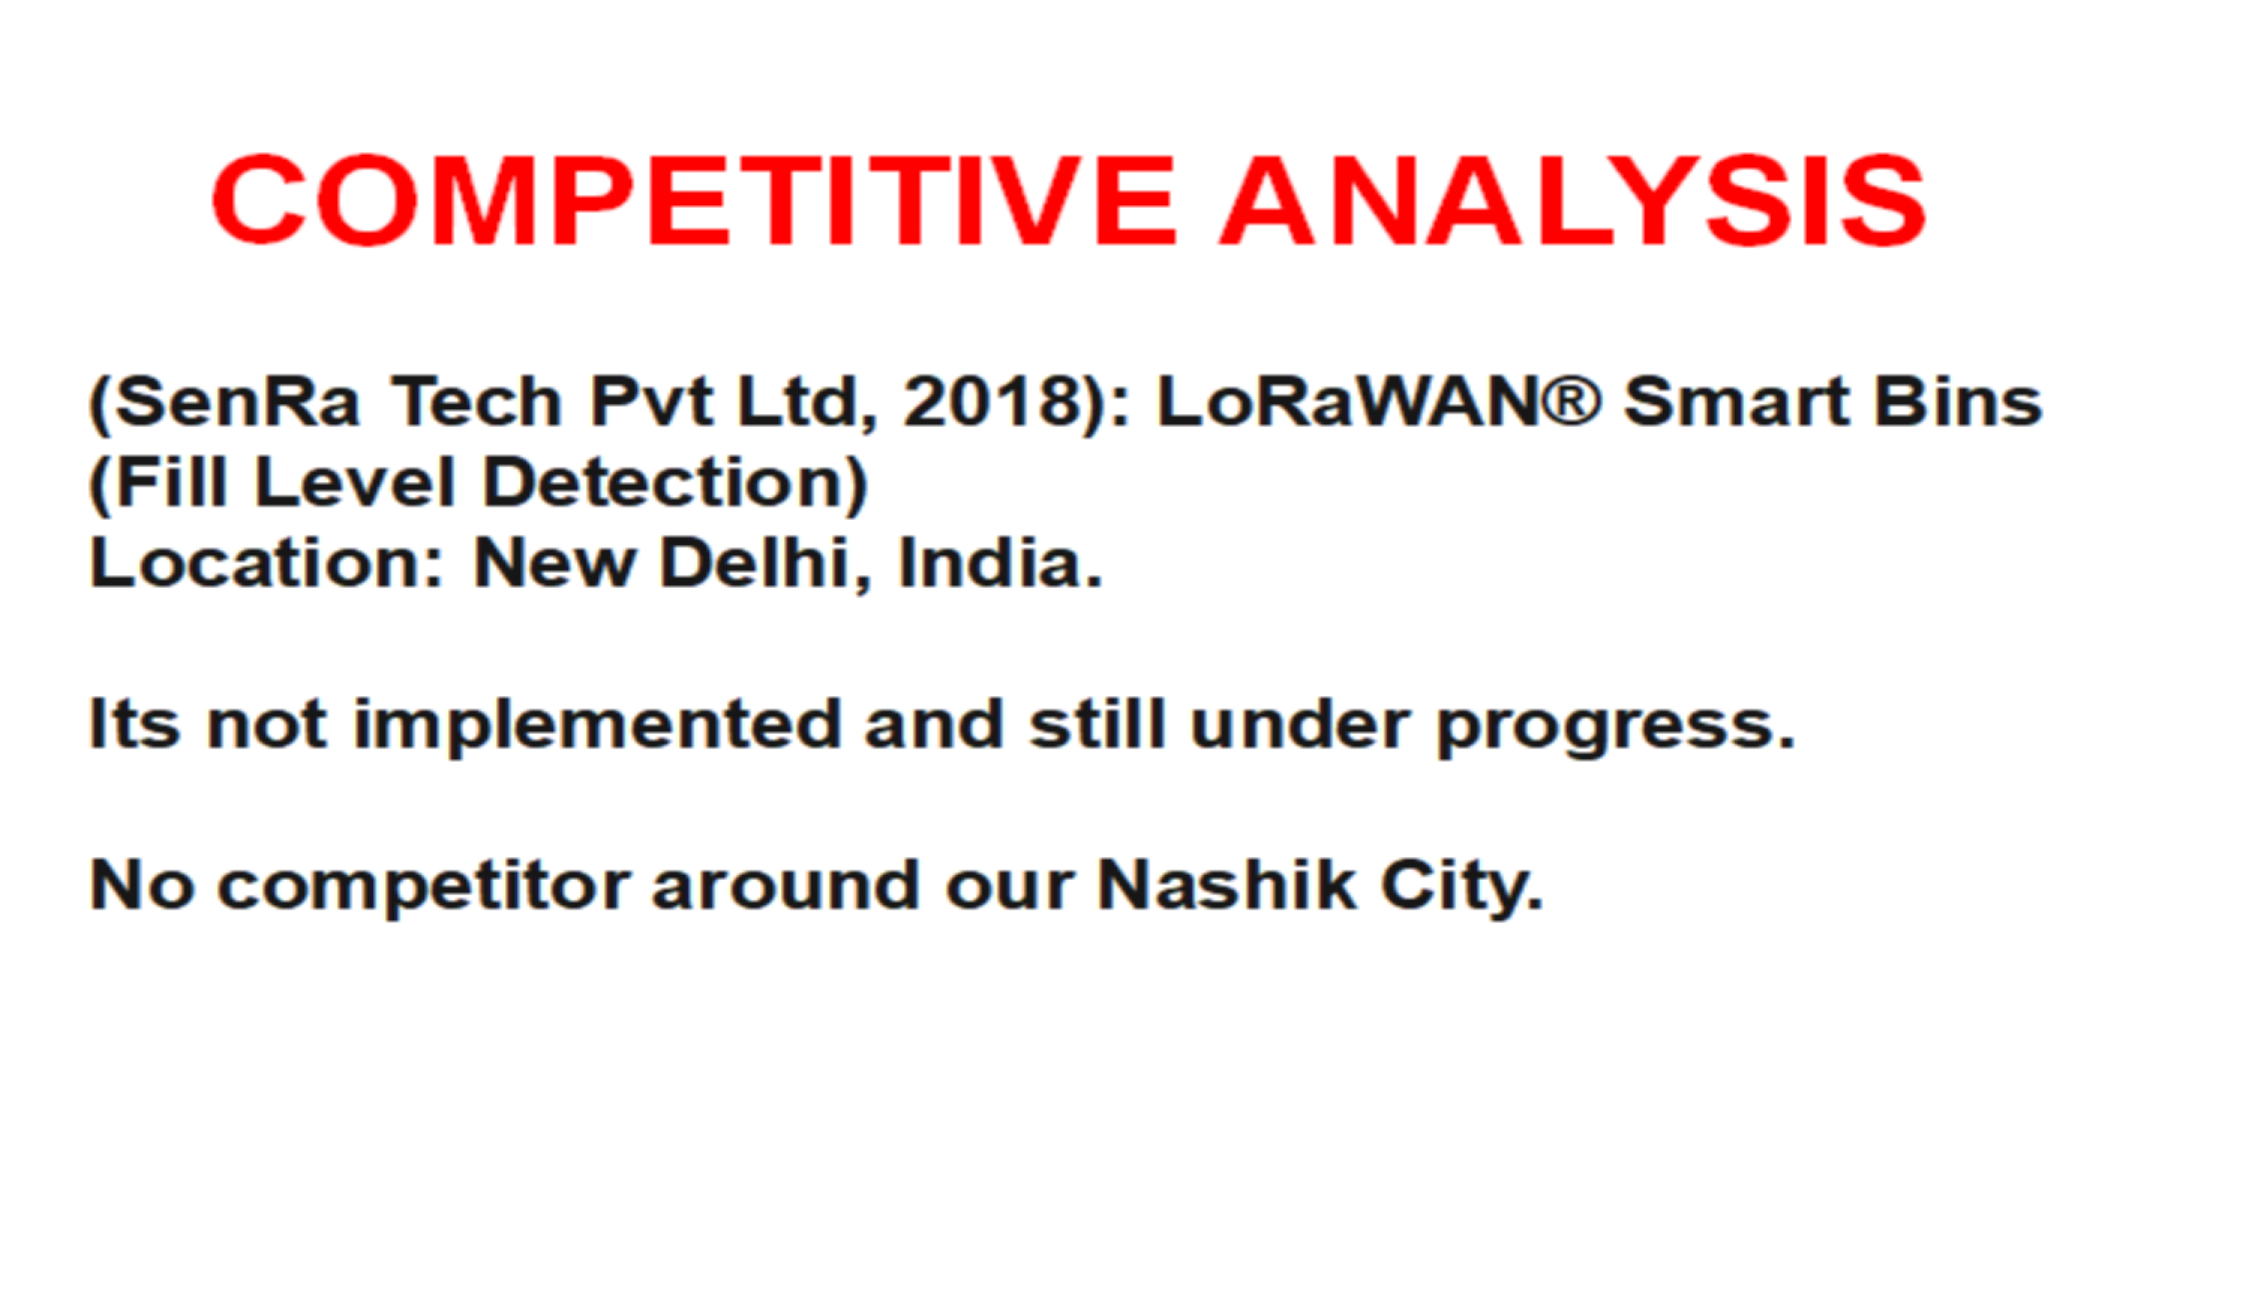 COMPETITIVE ANALYSIS
(SenRa Tech Pvt Ltd, 2018): LoRaWAN® Smart Bins
(Fill Level Detection)
Location: New Delhi, India.
Its not implemented and still under progress.
No competitor around our Nashik City.